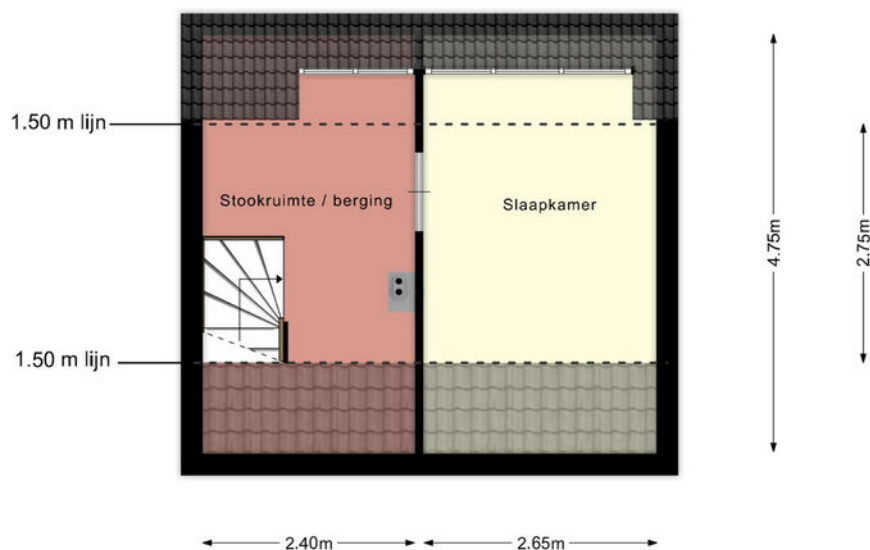 1.50 m lijn
Stookruimte / berging
Slaapkamer
4.75m
2.75m
1.50 m lijn
2.40m
2.65m